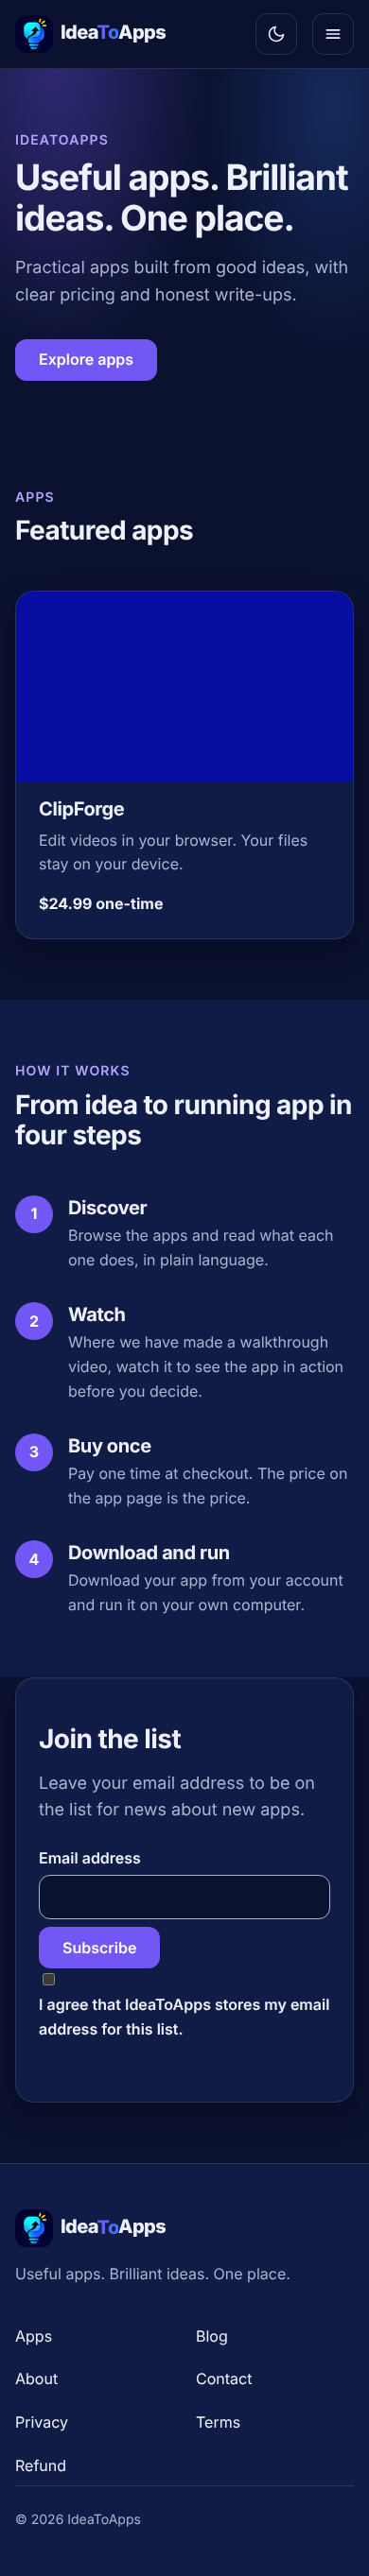 IdeaToApps
IDEATOAPPS
Useful apps. Brilliant
ideas. One place.
Practical apps built from good ideas, with
clear pricing and honest write-ups.
Explore apps
APPS
Featured apps
ClipForge
Edit videos in your browser. Your files
stay on your device.
$24.99 one-time
HOW IT WORKS
From idea to running app in
four steps
1
Discover
Browse the apps and read what each
one does, in plain language.
2
Watch
Where we have made a walkthrough
video, watch it to see the app in action
before you decide.
3
Buy once
Pay one time at checkout. The price on
the app page is the price.
4
Download and run
Download your app from your account
and run it on your own computer.
Join the list
Leave your email address to be on
the list for news about new apps.
Email address
Subscribe
I agree that IdeaToApps stores my email
address for this list.
IdeaToApps
Useful apps. Brilliant ideas. One place.
Apps
Blog
About
Contact
Privacy
Terms
Refund
© 2026 IdeaToApps